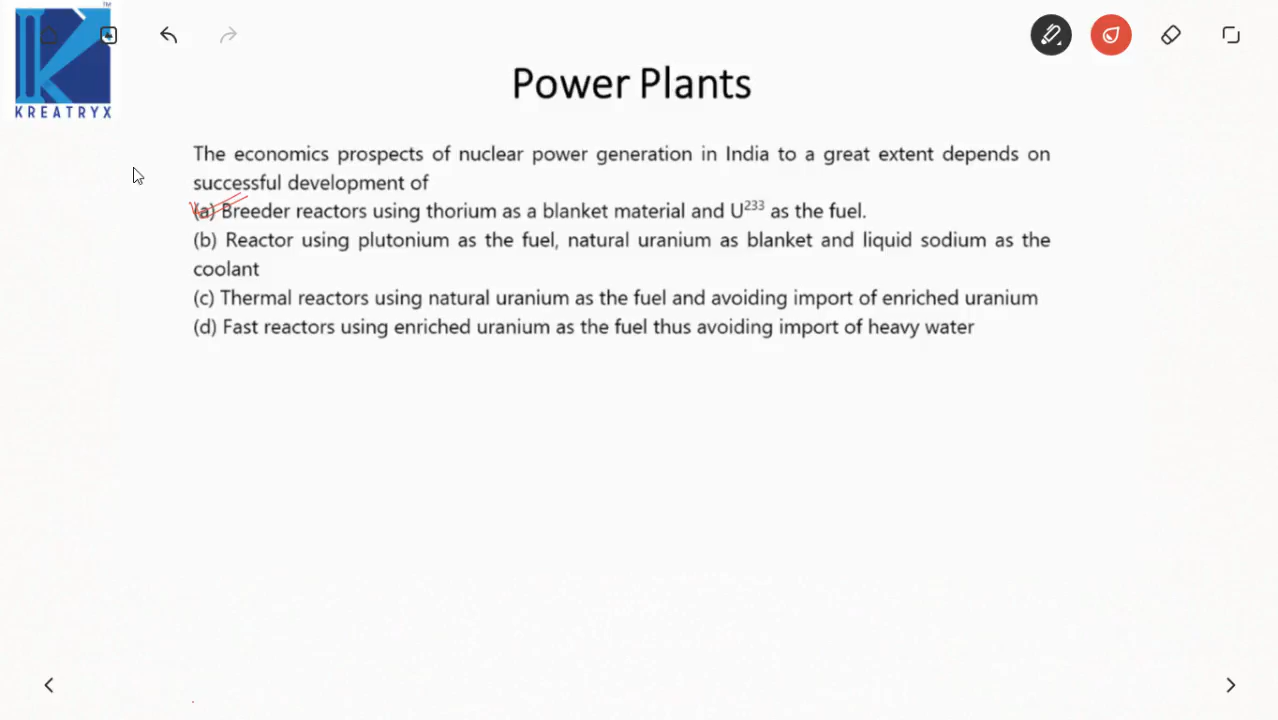 TM
KREATRYX
Power Plants
The economics prospects of nuclear power generation in India to a great extent depends on
successful development of
(a) Breeder reactors using thorium as a blanket material and U²³³ as the fuel.
(b) Reactor using plutonium as the fuel, natural uranium as blanket and liquid sodium as the
coolant
(c) Thermal reactors using natural uranium as the fuel and avoiding import of enriched uranium
(d) Fast reactors using enriched uranium as the fuel thus avoiding import of heavy water